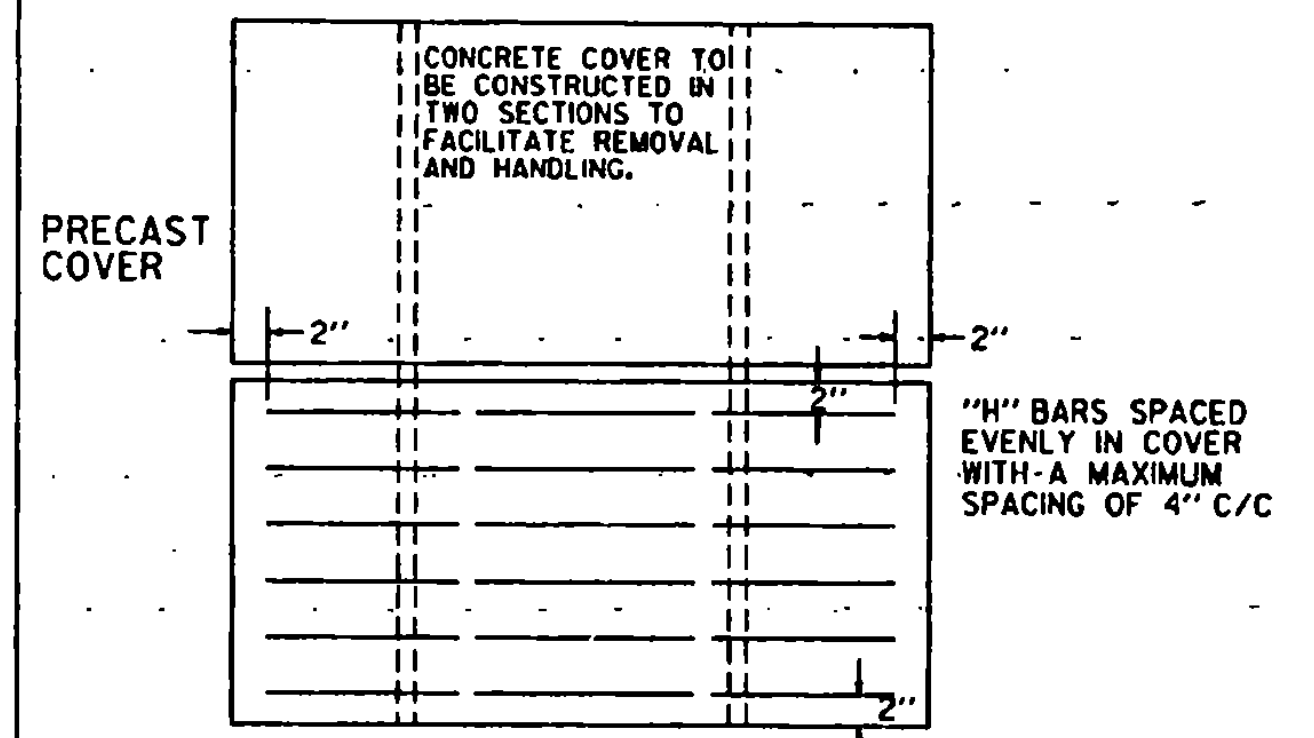 CONCRETE COVER TO
BE CONSTRUCTED IN
TWO SECTIONS TO
FACILITATE REMOVAL
AND HANDLING.
PRECAST
COVER
2"
2"
2"
"H" BARS SPACED
EVENLY IN COVER
WITH-A MAXIMUM
SPACING OF 4" C/C
2"